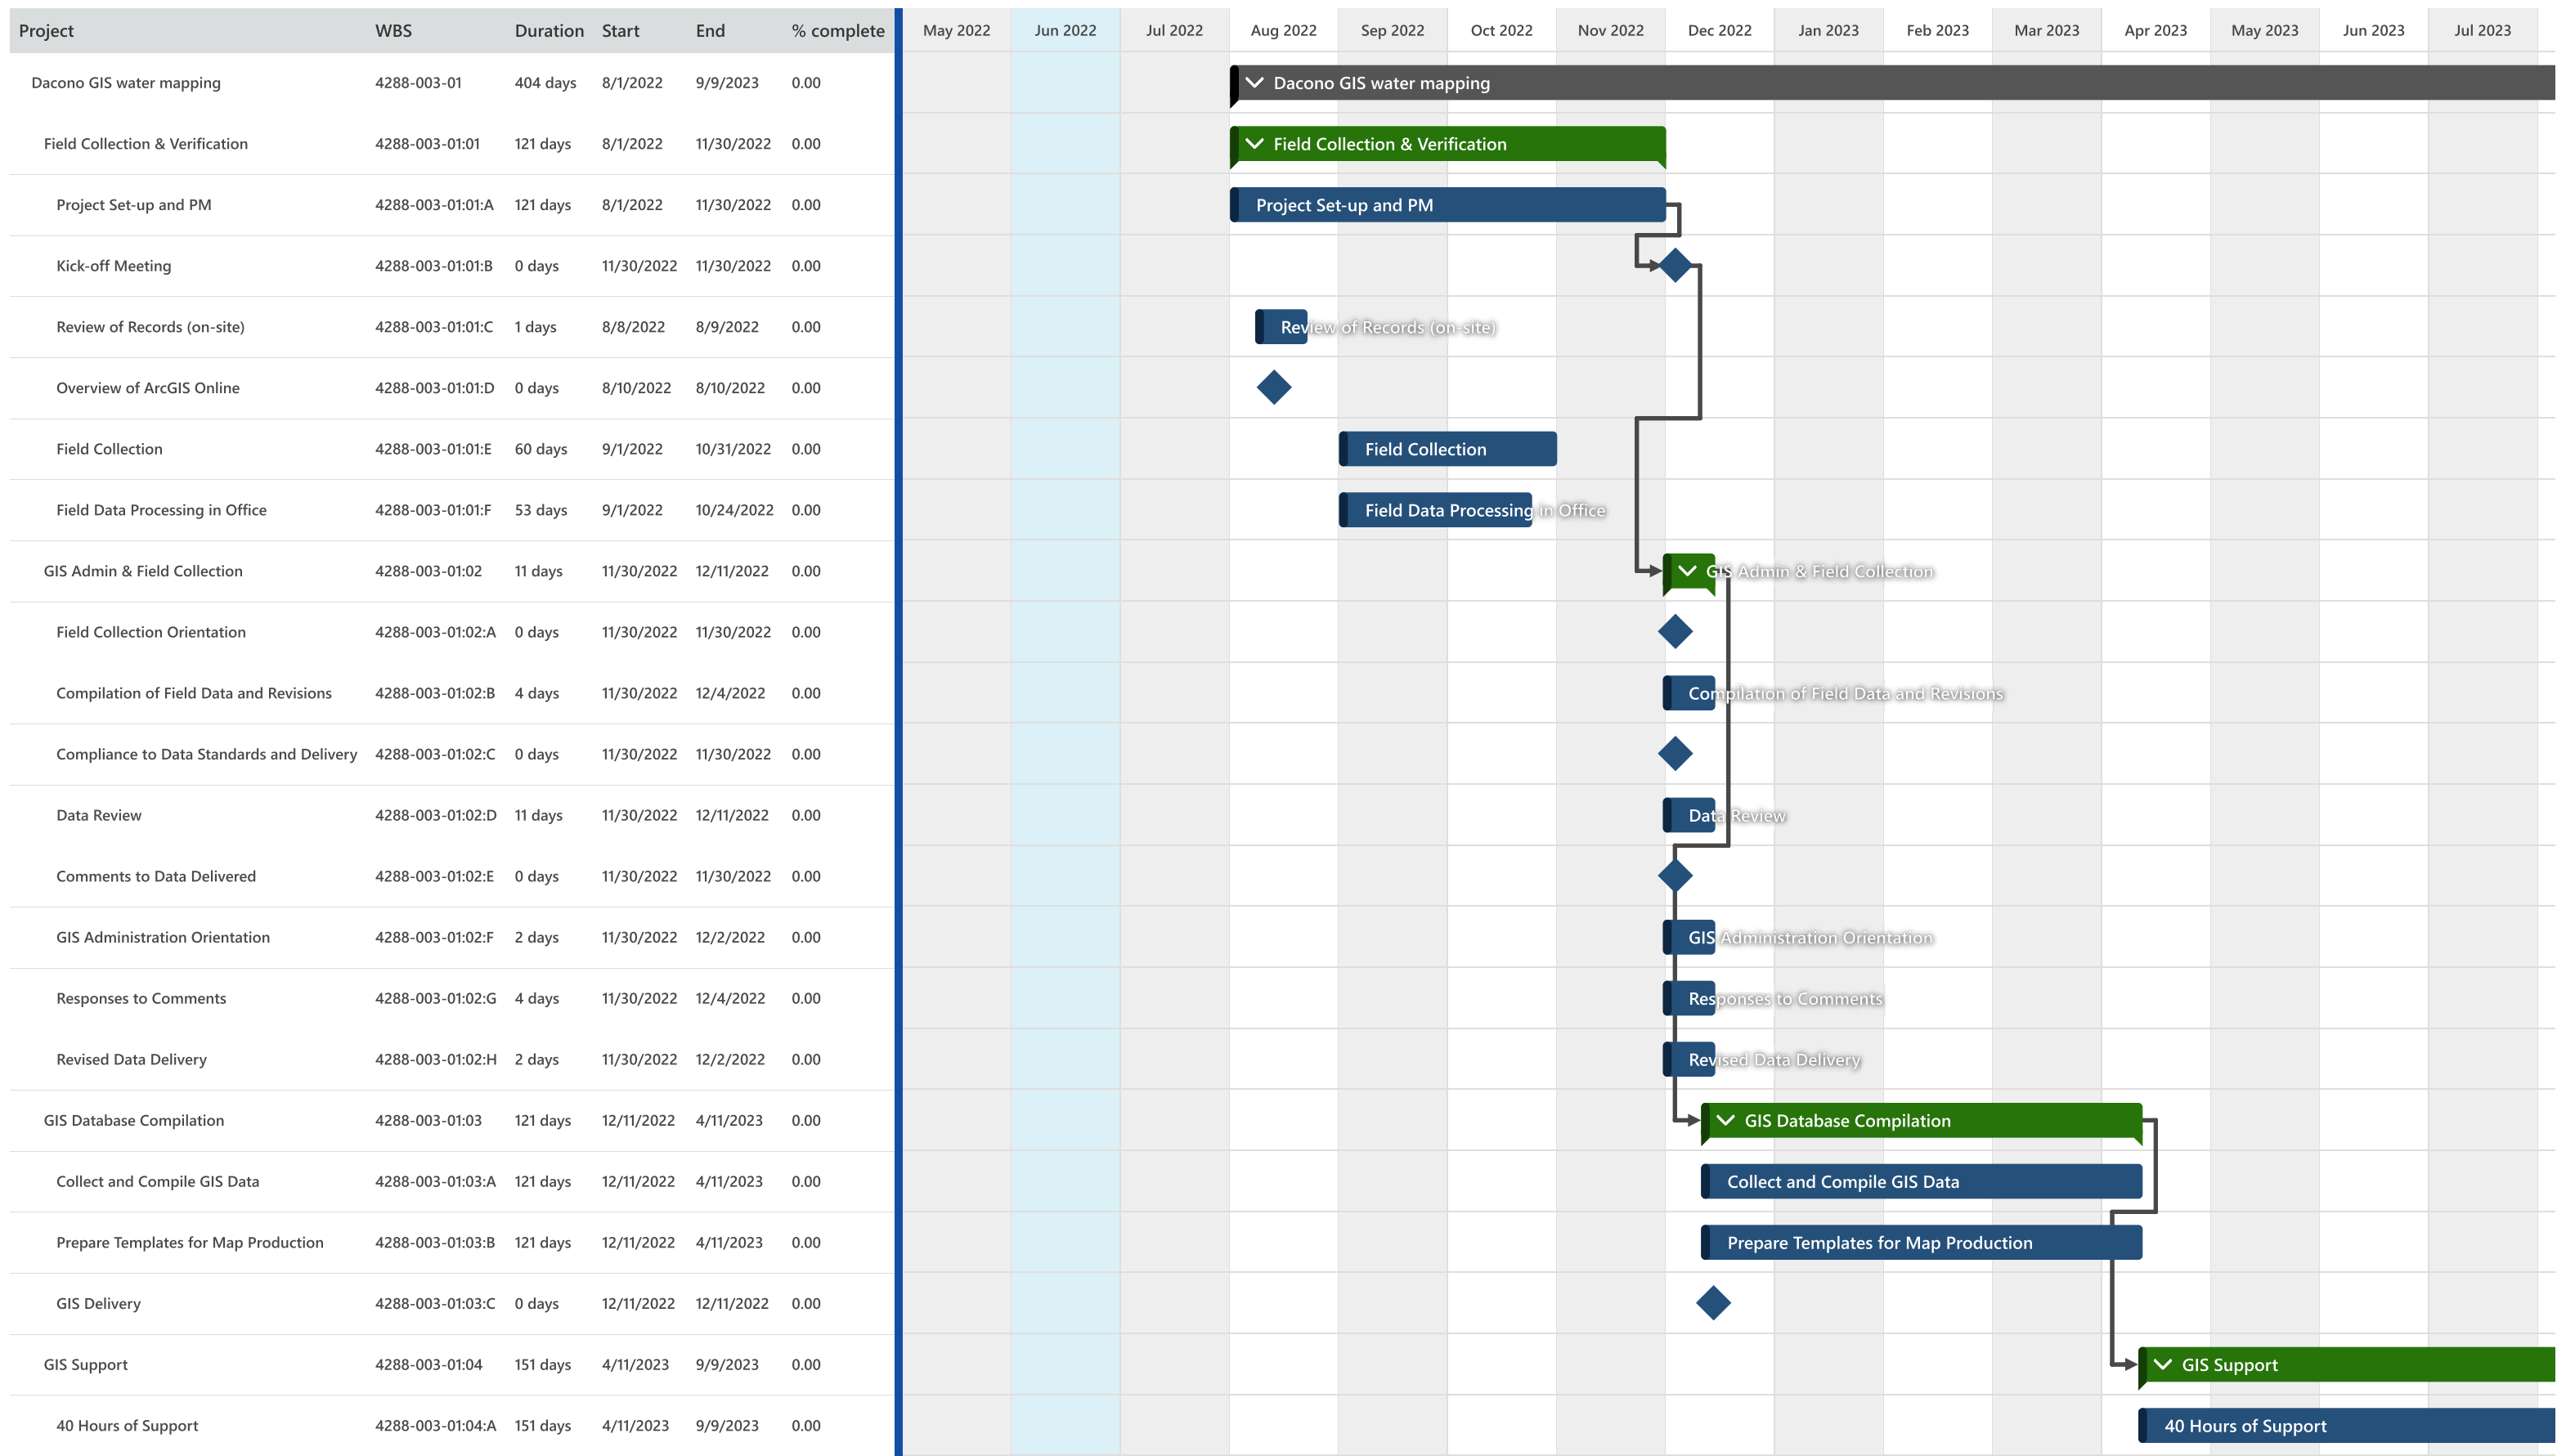 Project WBS Duration Start End % complete May 2022 Jun 2022 Jul 2022 Aug 2022 Sep 2022 Oct 2022 Nov 2022 Dec 2022 Jan 2023 Feb 2023 Mar 2023 Apr 2023 May 2023 Jun 2023 Jul 2023
Dacono GIS water mapping 4288-003-01 404 days 8/1/2022 9/9/2023 0.00 Dacono GIS water mapping
Field Collection & Verification 4288-003-01:01 121 days 8/1/2022 11/30/2022 0.00 Field Collection & Verification
Project Set-up and PM 4288-003-01:01:A 121 days 8/1/2022 11/30/2022 0.00 Project Set-up and PM
Kick-off Meeting 4288-003-01:01:B 0 days 11/30/2022 11/30/2022 0.00
Review of Records (on-site) 4288-003-01:01:C 1 days 8/8/2022 8/9/2022 0.00 Review of Records (on-site)
Overview of ArcGIS Online 4288-003-01:01:D 0 days 8/10/2022 8/10/2022 0.00
Field Collection 4288-003-01:01:E 60 days 9/1/2022 10/31/2022 0.00 Field Collection
Field Data Processing in Office 4288-003-01:01:F 53 days 9/1/2022 10/24/2022 0.00 Field Data Processing in Office
GIS Admin & Field Collection 4288-003-01:02 11 days 11/30/2022 12/11/2022 0.00 GIS Admin & Field Collection
Field Collection Orientation 4288-003-01:02:A 0 days 11/30/2022 11/30/2022 0.00
Compilation of Field Data and Revisions 4288-003-01:02:B 4 days 11/30/2022 12/4/2022 0.00 Compilation of Field Data and Revisions
Compliance to Data Standards and Delivery 4288-003-01:02:C 0 days 11/30/2022 11/30/2022 0.00
Data Review 4288-003-01:02:D 11 days 11/30/2022 12/11/2022 0.00 Data Review
Comments to Data Delivered 4288-003-01:02:E 0 days 11/30/2022 11/30/2022 0.00
GIS Administration Orientation 4288-003-01:02:F 2 days 11/30/2022 12/2/2022 0.00 GIS Administration Orientation
Responses to Comments 4288-003-01:02:G 4 days 11/30/2022 12/4/2022 0.00 Responses to Comments
Revised Data Delivery 4288-003-01:02:H 2 days 11/30/2022 12/2/2022 0.00 Revised Data Delivery
GIS Database Compilation 4288-003-01:03 121 days 12/11/2022 4/11/2023 0.00 GIS Database Compilation
Collect and Compile GIS Data 4288-003-01:03:A 121 days 12/11/2022 4/11/2023 0.00 Collect and Compile GIS Data
Prepare Templates for Map Production 4288-003-01:03:B 121 days 12/11/2022 4/11/2023 0.00 Prepare Templates for Map Production
GIS Delivery 4288-003-01:03:C 0 days 12/11/2022 12/11/2022 0.00
GIS Support 4288-003-01:04 151 days 4/11/2023 9/9/2023 0.00 GIS Support
40 Hours of Support 4288-003-01:04:A 151 days 4/11/2023 9/9/2023 0.00 40 Hours of Support